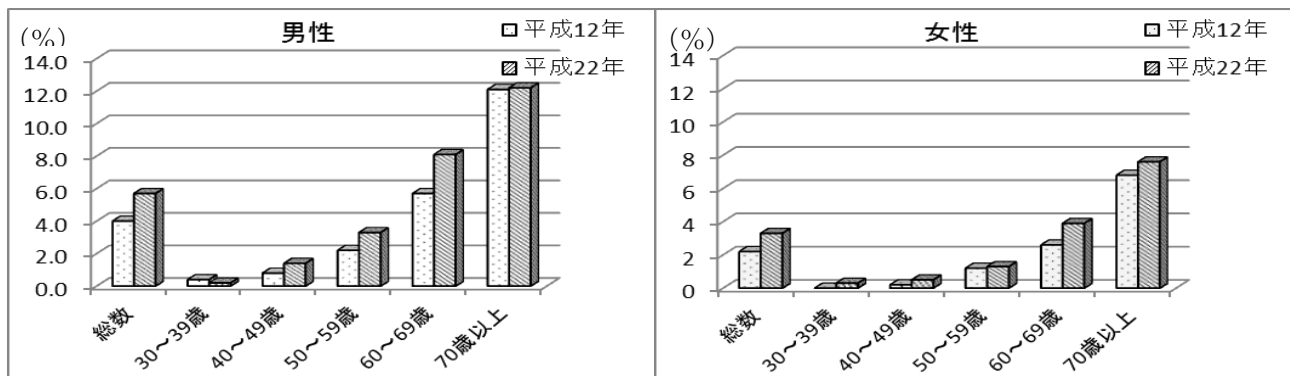 (%)
男性
平成12年
平成22年
14.0
12.0
10.0
8.0
6.0
4.0
2.0
0.0
総数
30～39歳
40～49歳
50～59歳
60～69歳
70歳以上
(%)
女性
平成12年
平成22年
14
12
10
8
6
4
2
0
総数
30～39歳
40～49歳
50～59歳
60～69歳
70歳以上